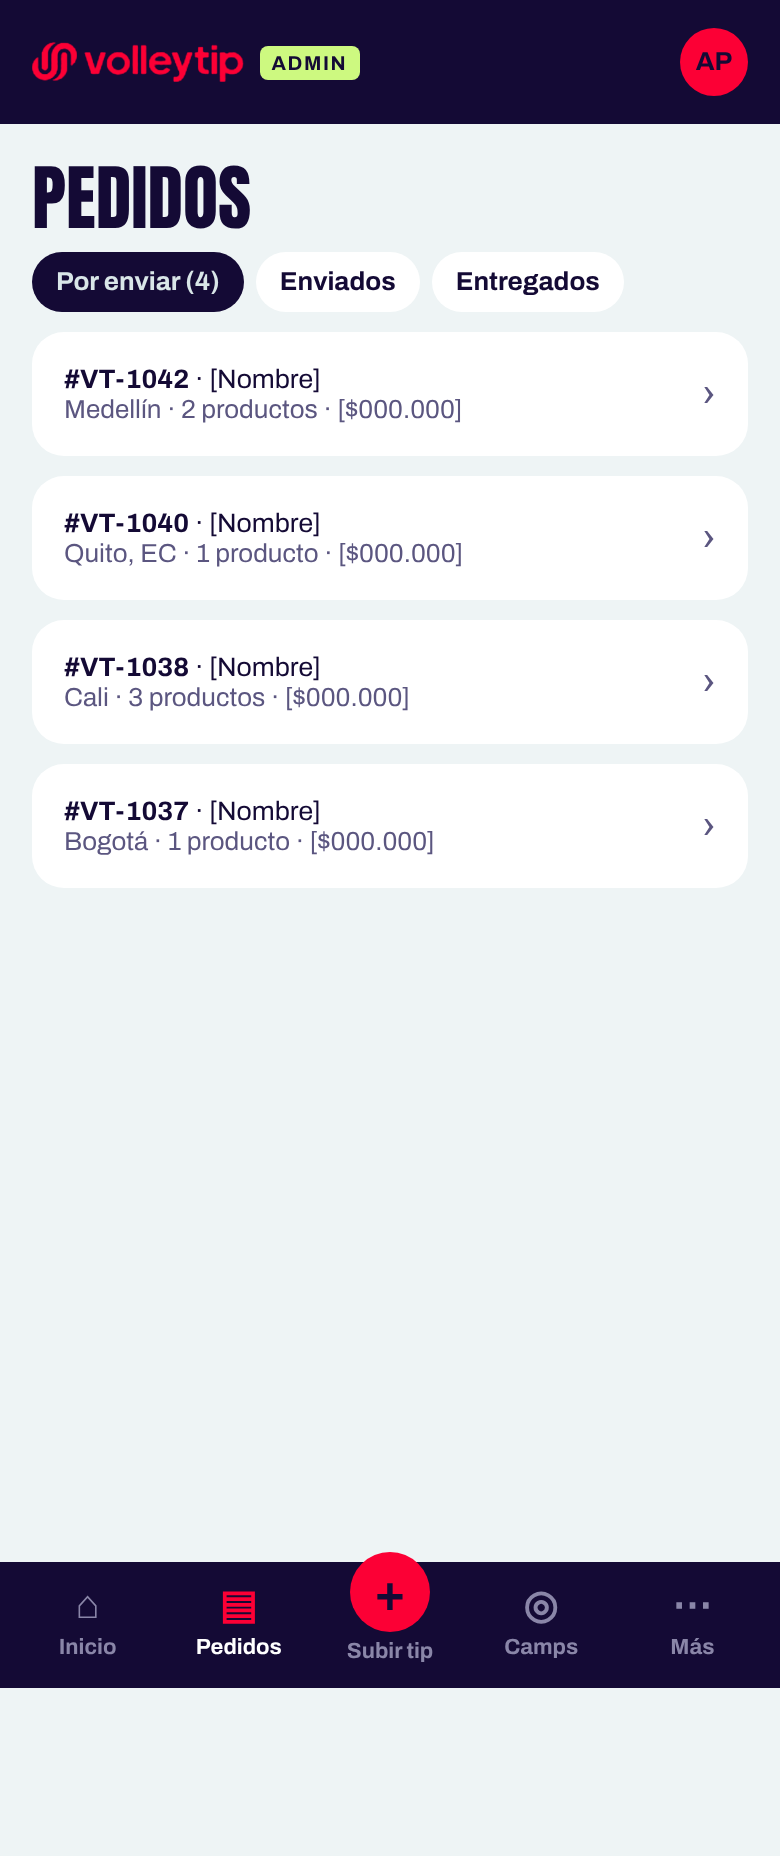 volleytip ADMIN AP
PEDIDOS
Por enviar (4) Enviados Entregados
#VT-1042 · [Nombre]
Medellín · 2 productos · [$000.000]
#VT-1040 · [Nombre]
Quito, EC · 1 producto · [$000.000]
#VT-1038 · [Nombre]
Cali · 3 productos · [$000.000]
#VT-1037 · [Nombre]
Bogotá · 1 producto · [$000.000]
Inicio Pedidos Subir tip Camps Más